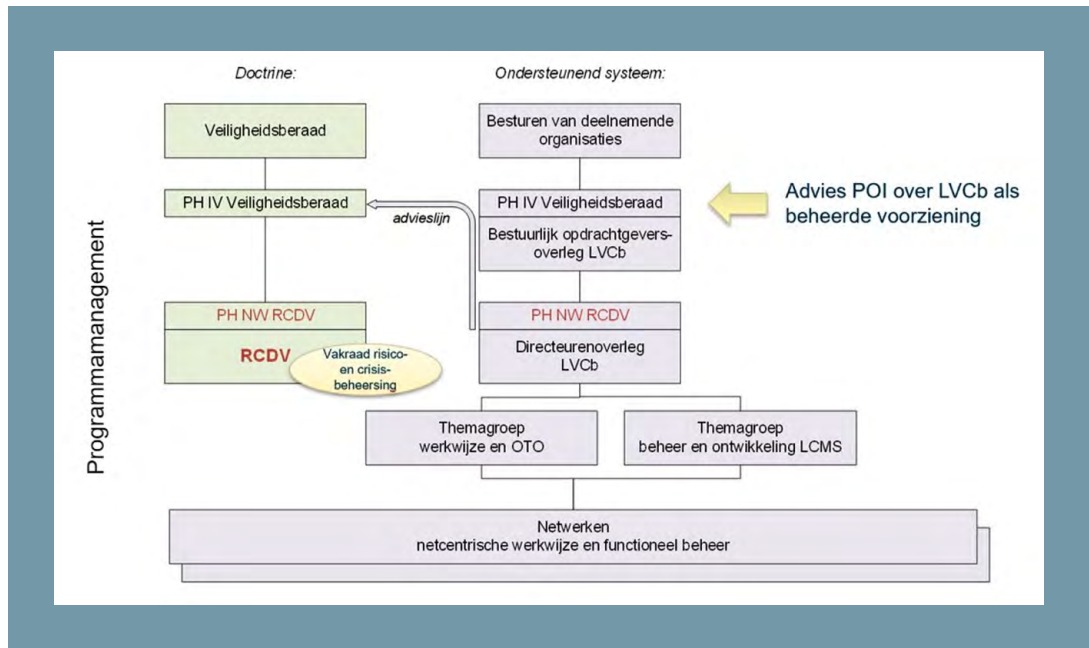 Doctrine:
Ondersteunend systeem:
Veiligheidsberaad
Besturen van deelnemende
organisaties
PH IV Veiligheidsberaad
advieslijn
PH IV Veiligheidsberaad
Bestuurlijk opdrachtgevers-
overleg LVCb
Advies POI over LVCb als
beheerde voorziening
Programmamanagement
PH NW RCDV
RCDV
Vakraad risico-
en crisis-
beheersing
PH NW RCDV
Directeurenoverleg
LVCb
Themagroep
werkwijze en OTO
Themagroep
beheer en ontwikkeling LCMS
Netwerken
netcentrische werkwijze en functioneel beheer